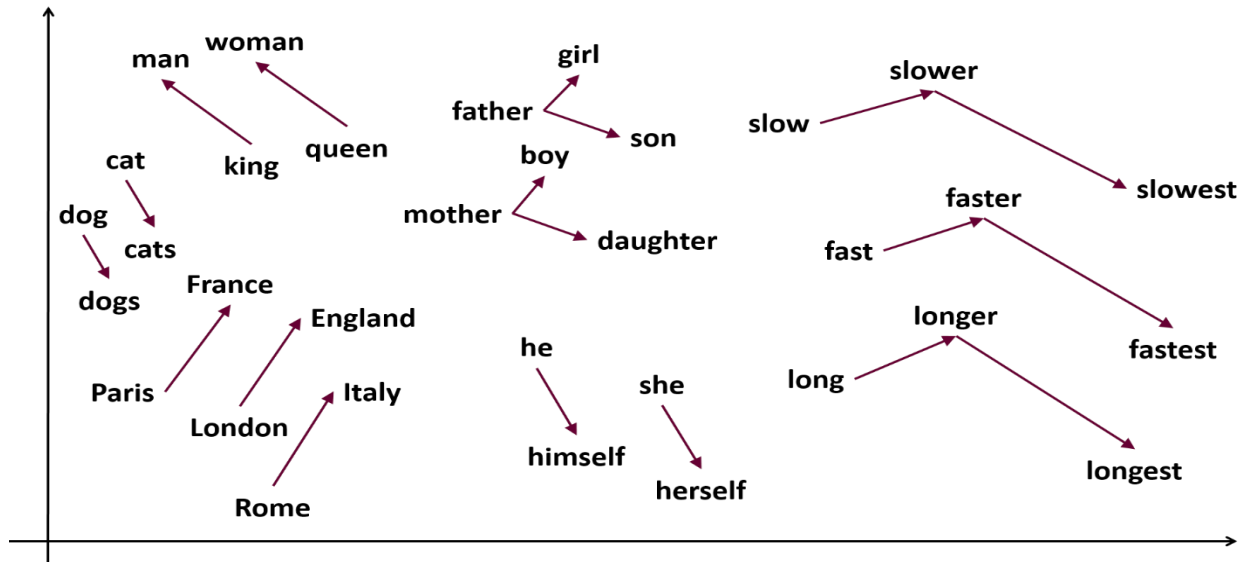 man
woman
king
queen
cat
cats
dog
dogs
France
England
Italy
Paris
London
Rome
girl
father
son
boy
mother
daughter
he
himself
she
herself
slower
slow
slowest
faster
fast
fastest
longer
long
longest